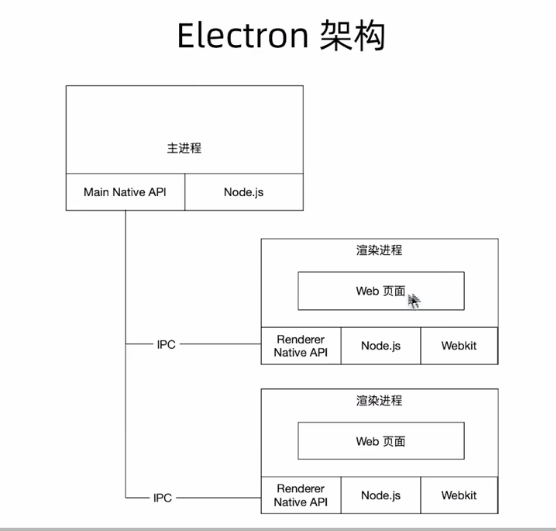 Electron 架构
主进程
Main Native API
Node.js
渲染进程
Web 页面
IPC
Renderer
Native API
Node.js
Webkit
渲染进程
Web 页面
IPC
Renderer
Native API
Node.js
Webkit